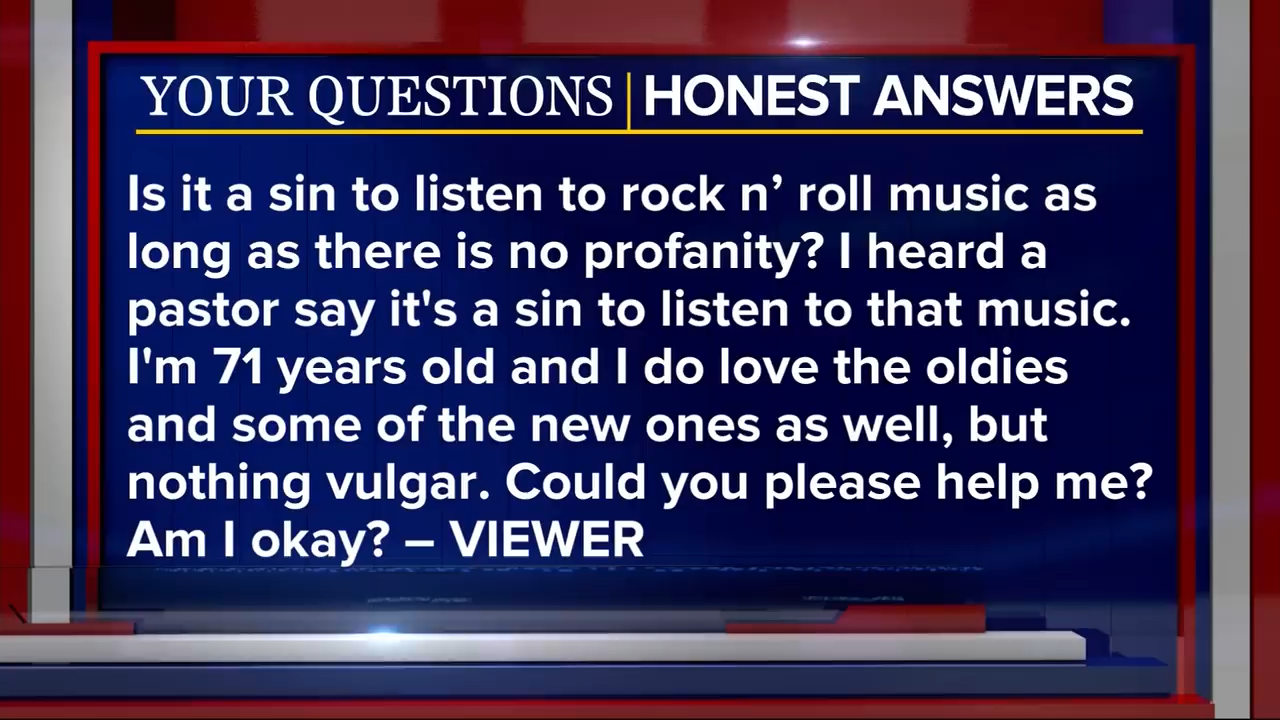 YOUR QUESTIONS | HONEST ANSWERS
Is it a sin to listen to rock n’ roll music as
long as there is no profanity? I heard a
pastor say it's a sin to listen to that music.
I'm 71 years old and I do love the oldies
and some of the new ones as well, but
nothing vulgar. Could you please help me?
Am I okay? – VIEWER